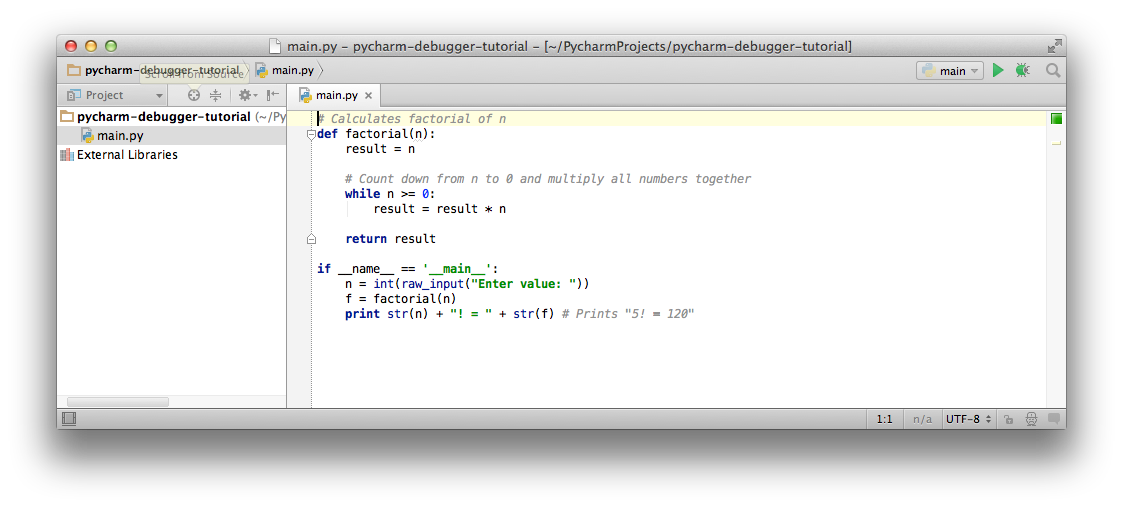 main.py – pycharm-debugger-tutorial – [~/PycharmProjects/pycharm-debugger-tutorial]
pycharm-debugger-tutorial main.py main
Scroll from Source
Project main.py
pycharm-debugger-tutorial (~/Py
main.py
External Libraries
# Calculates factorial of n
def factorial(n):
    result = n
    # Count down from n to 0 and multiply all numbers together
    while n >= 0:
        result = result * n
    return result
if __name__ == '__main__':
    n = int(raw_input("Enter value: "))
    f = factorial(n)
    print str(n) + "! = " + str(f) # Prints "5! = 120"
1:1 n/a UTF-8